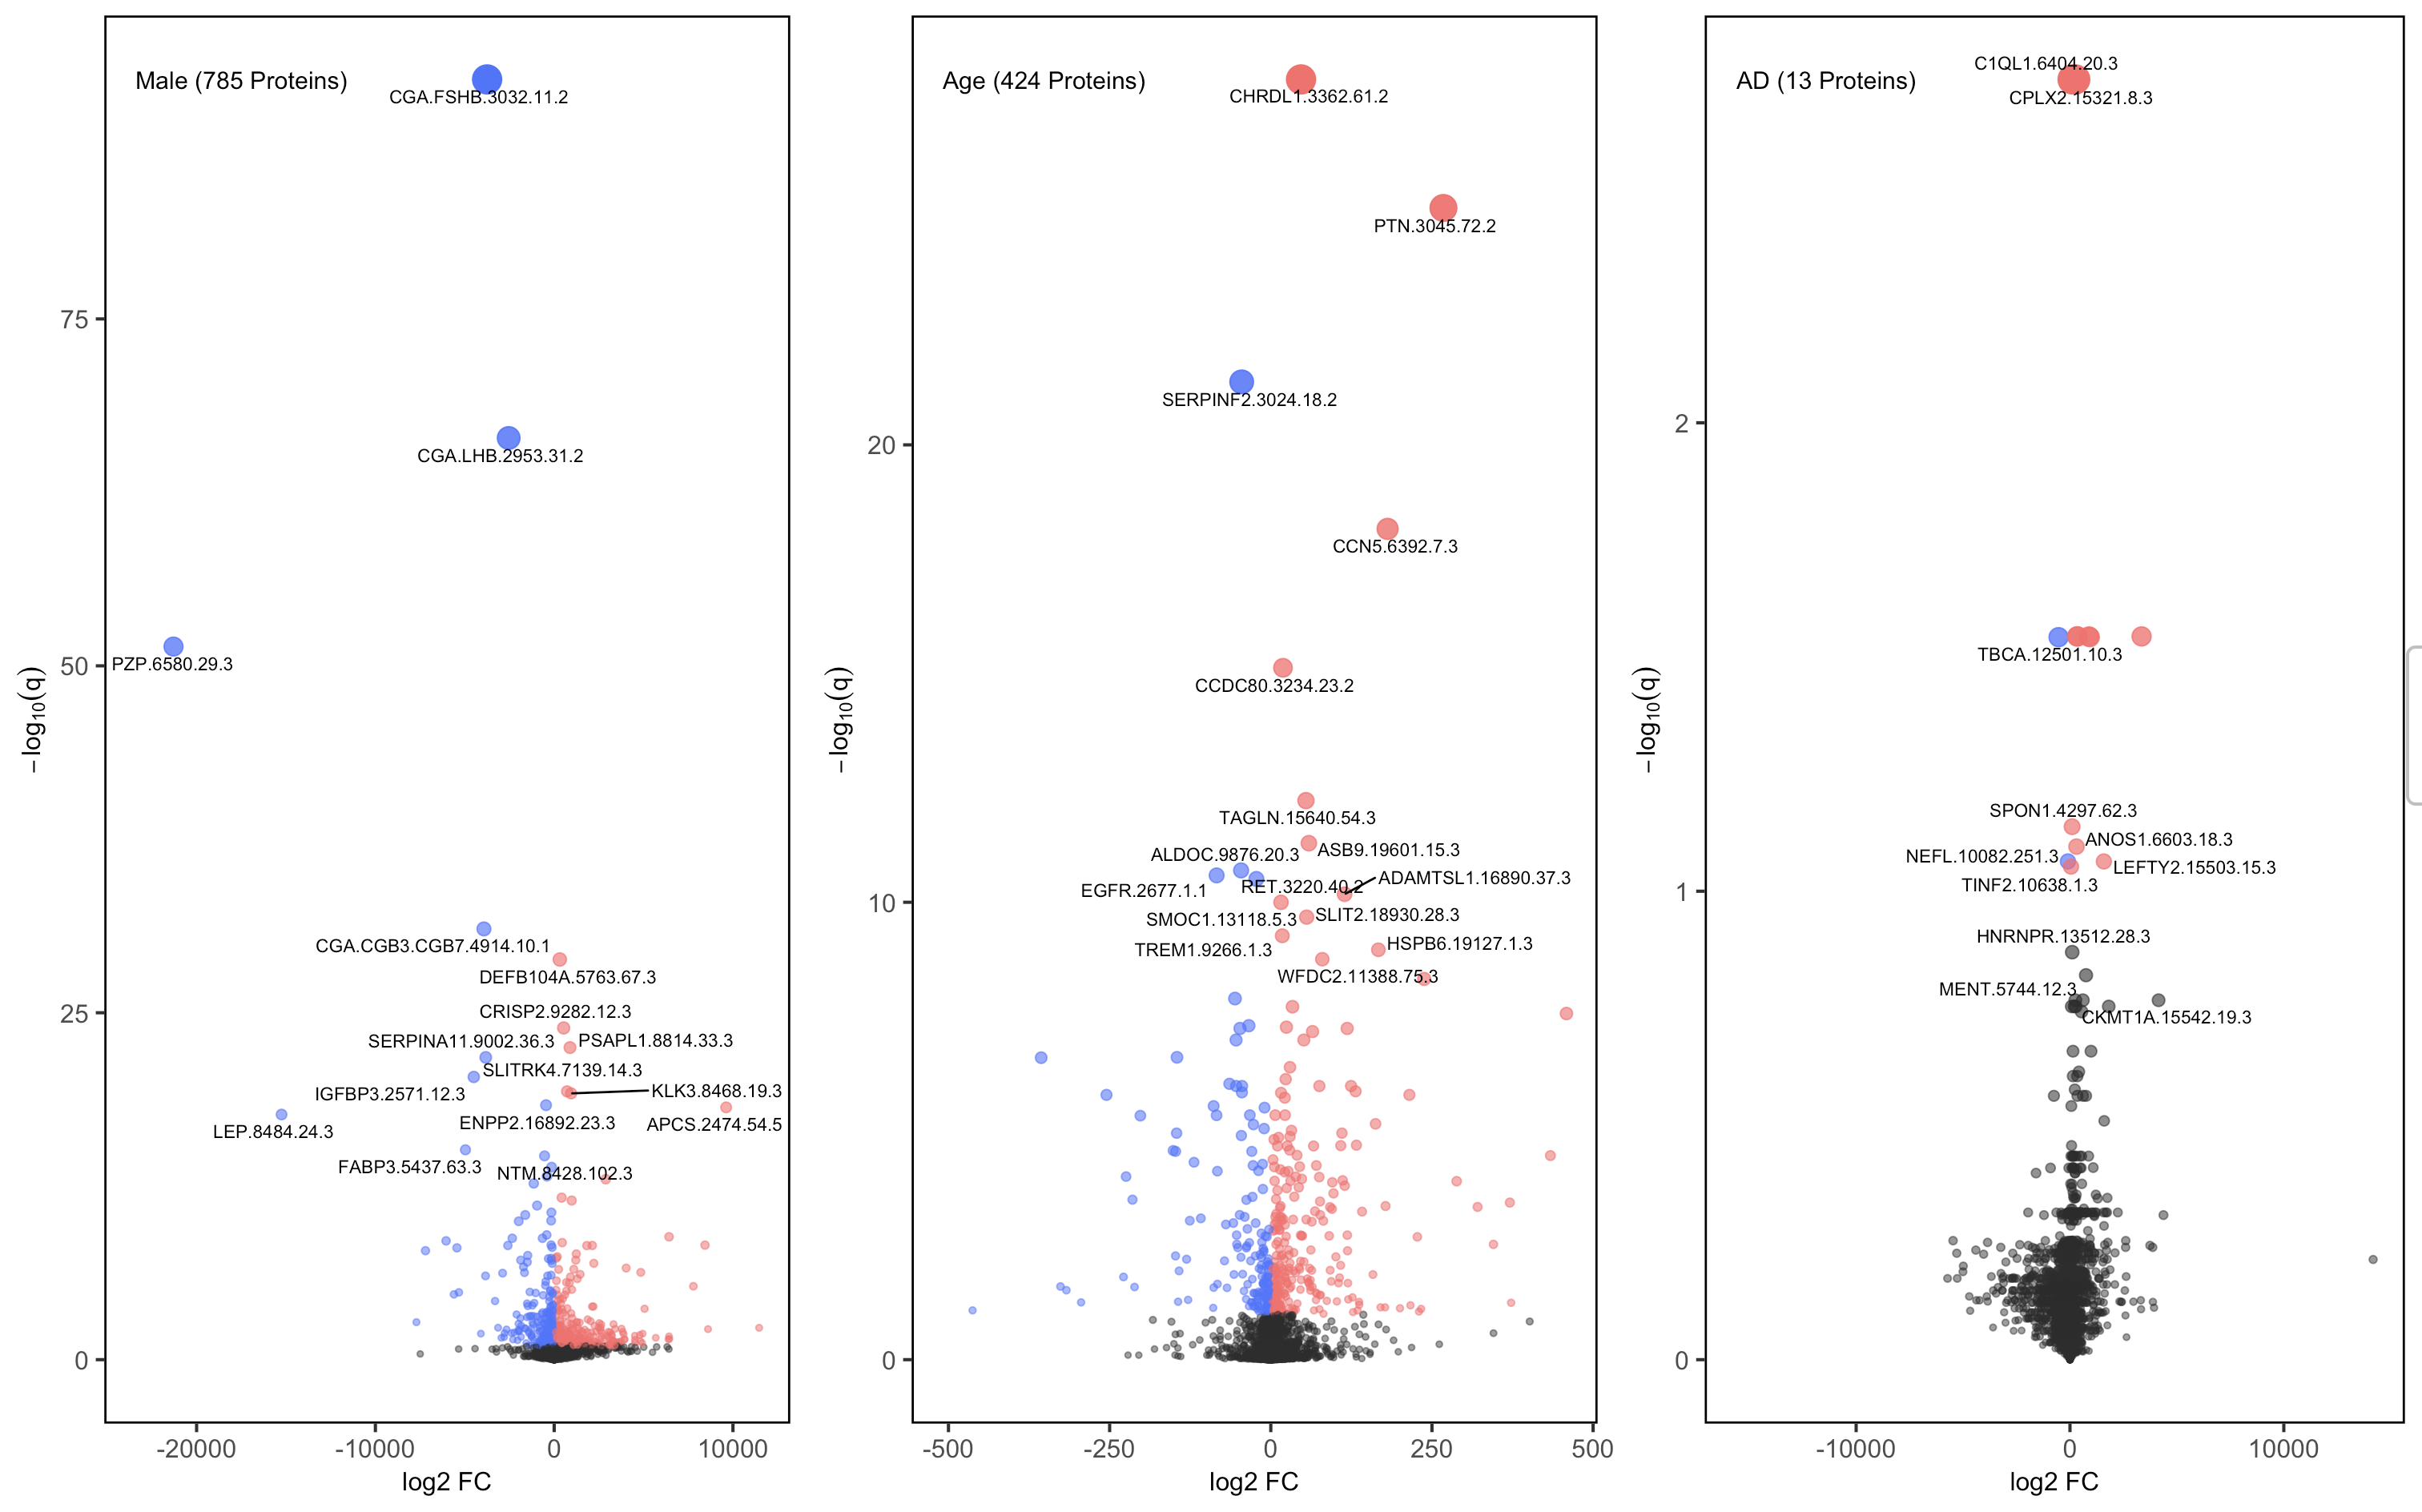 Male (785 Proteins)
CGA.FSHB.3032.11.2
CGA.LHB.2953.31.2
PZP.6580.29.3
CGA.CGB3.CGB7.4914.10.1
DEFB104A.5763.67.3
CRISP2.9282.12.3
SERPINA11.9002.36.3
PSAPL1.8814.33.3
SLITRK4.7139.14.3
IGFBP3.2571.12.3
KLK3.8468.19.3
ENPP2.16892.23.3
APCS.2474.54.5
LEP.8484.24.3
FABP3.5437.63.3
NTM.8428.102.3
75
50
25
0
−log10(q)
-20000
-10000
0
10000
log2 FC
Age (424 Proteins)
CHRDL1.3362.61.2
PTN.3045.72.2
SERPINF2.3024.18.2
CCN5.6392.7.3
CCDC80.3234.23.2
TAGLN.15640.54.3
ALDOC.9876.20.3
ASB9.19601.15.3
EGFR.2677.1.1
RET.3220.40.2
ADAMTSL1.16890.37.3
SMOC1.13118.5.3
SLIT2.18930.28.3
TREM1.9266.1.3
HSPB6.19127.1.3
WFDC2.11388.75.3
20
10
0
−log10(q)
-500
-250
0
250
500
log2 FC
AD (13 Proteins)
C1QL1.6404.20.3
CPLX2.15321.8.3
TBCA.12501.10.3
SPON1.4297.62.3
ANOS1.6603.18.3
NEFL.10082.251.3
LEFTY2.15503.15.3
TINF2.10638.1.3
HNRNPR.13512.28.3
MENT.5744.12.3
CKMT1A.15542.19.3
2
1
0
−log10(q)
-10000
0
10000
log2 FC